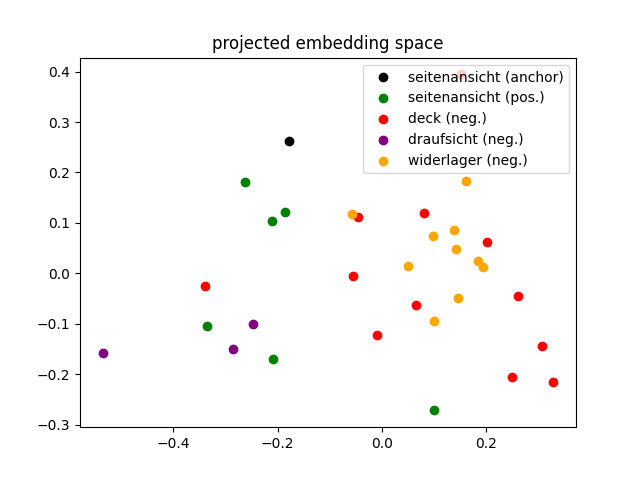 projected embedding space
seitenansicht (anchor)
seitenansicht (pos.)
deck (neg.)
draufsicht (neg.)
widerlager (neg.)
0.4
0.3
0.2
0.1
0.0
−0.1
−0.2
−0.3
−0.4 −0.2 0.0 0.2